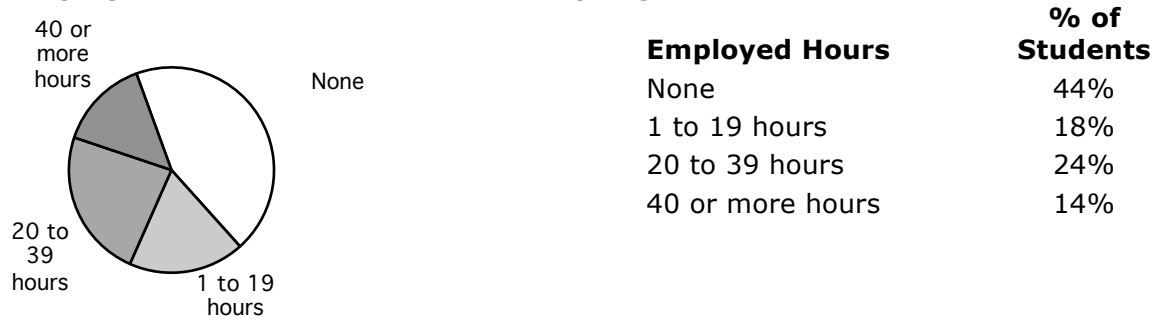 40 or
more
hours
None
20 to
39
hours
1 to 19
hours
% of
Employed Hours Students
None 44%
1 to 19 hours 18%
20 to 39 hours 24%
40 or more Hours 14%